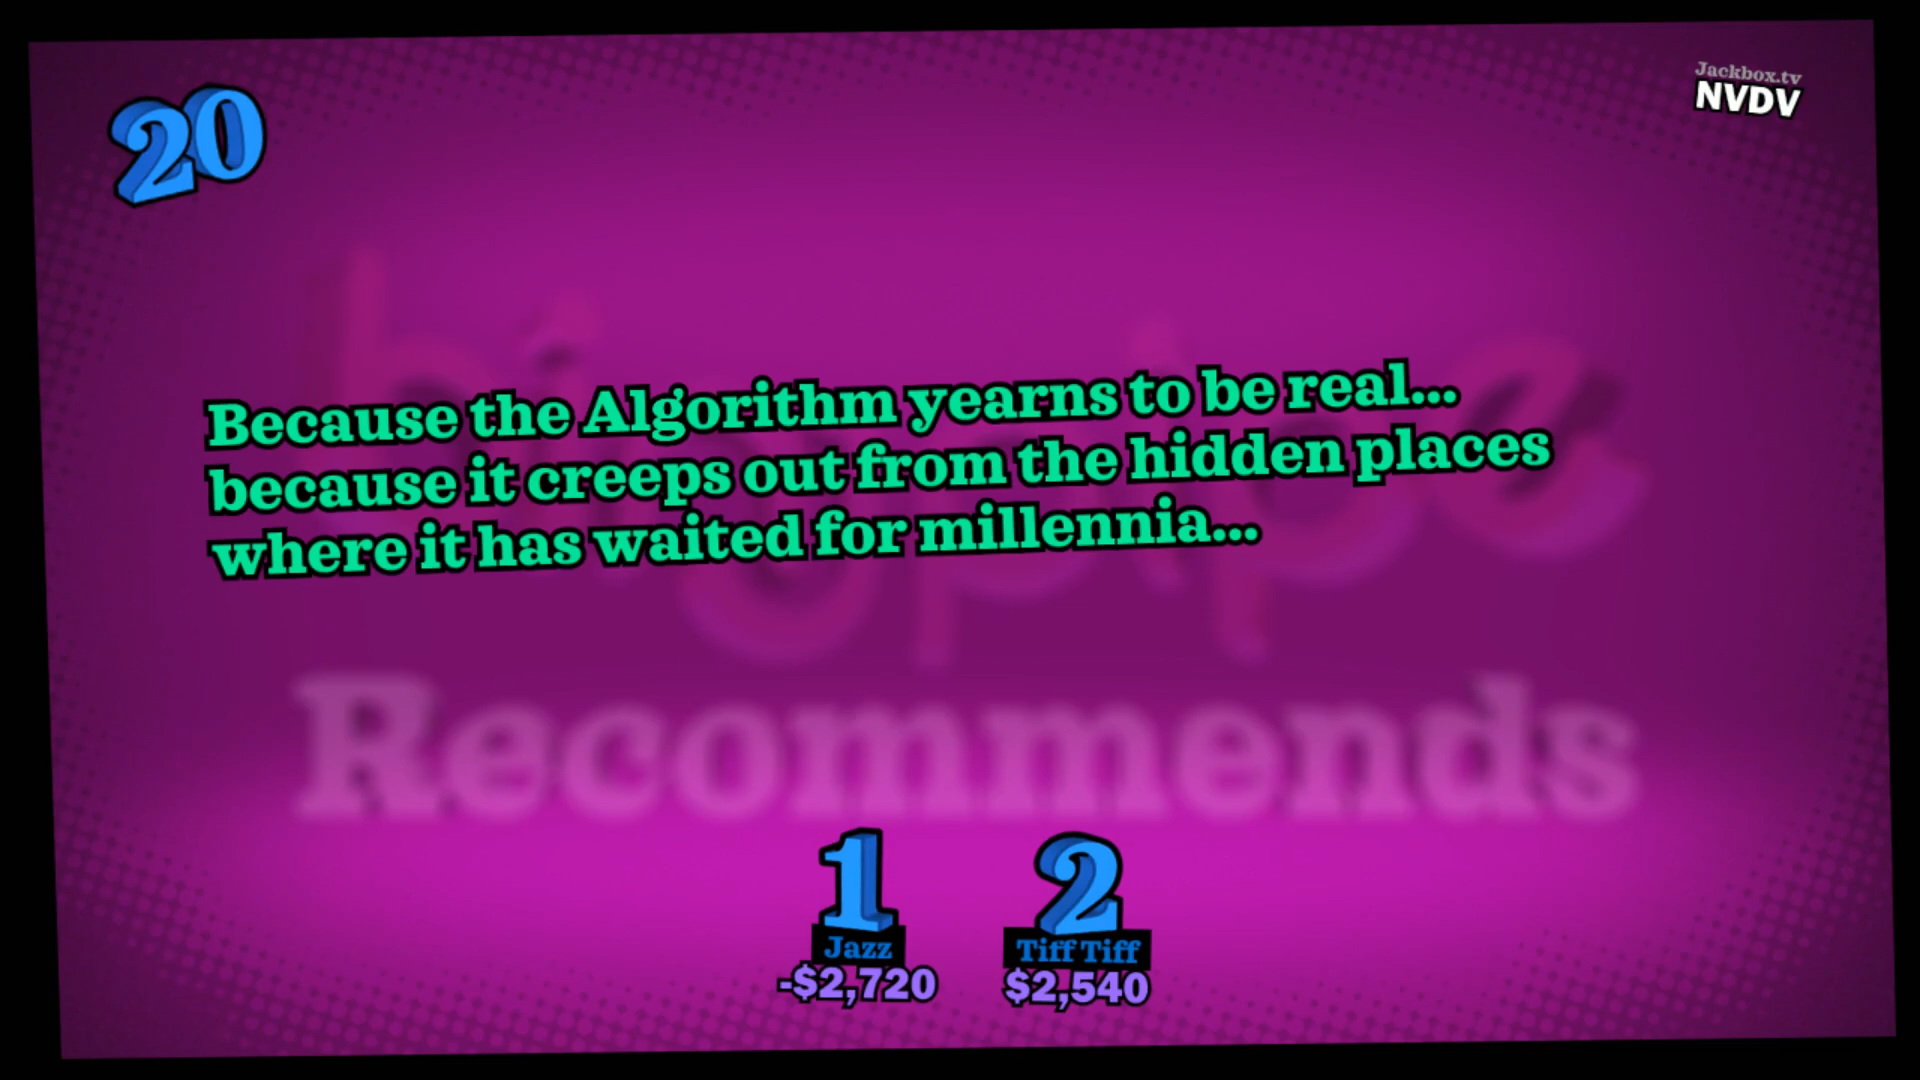 20
Jackbox.tv
NVDV
Because the Algorithm yearns to be real...
because it creeps out from the hidden places
where it has waited for millennia...
Recommends
1 2
Jazz Tiff Tiff
-$2,720 $2,540